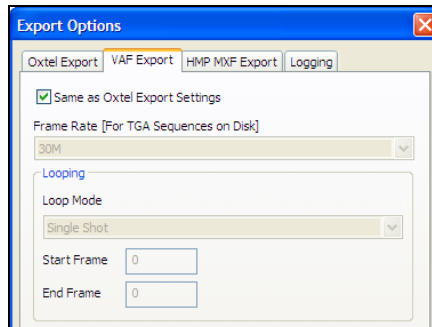 Export Options
Oxtel Export VAF Export HMP MXF Export Logging
Same as Oxtel Export Settings
Frame Rate [For TGA Sequences on Disk]
30M
Looping
Loop Mode
Single Shot
Start Frame 0
End Frame 0